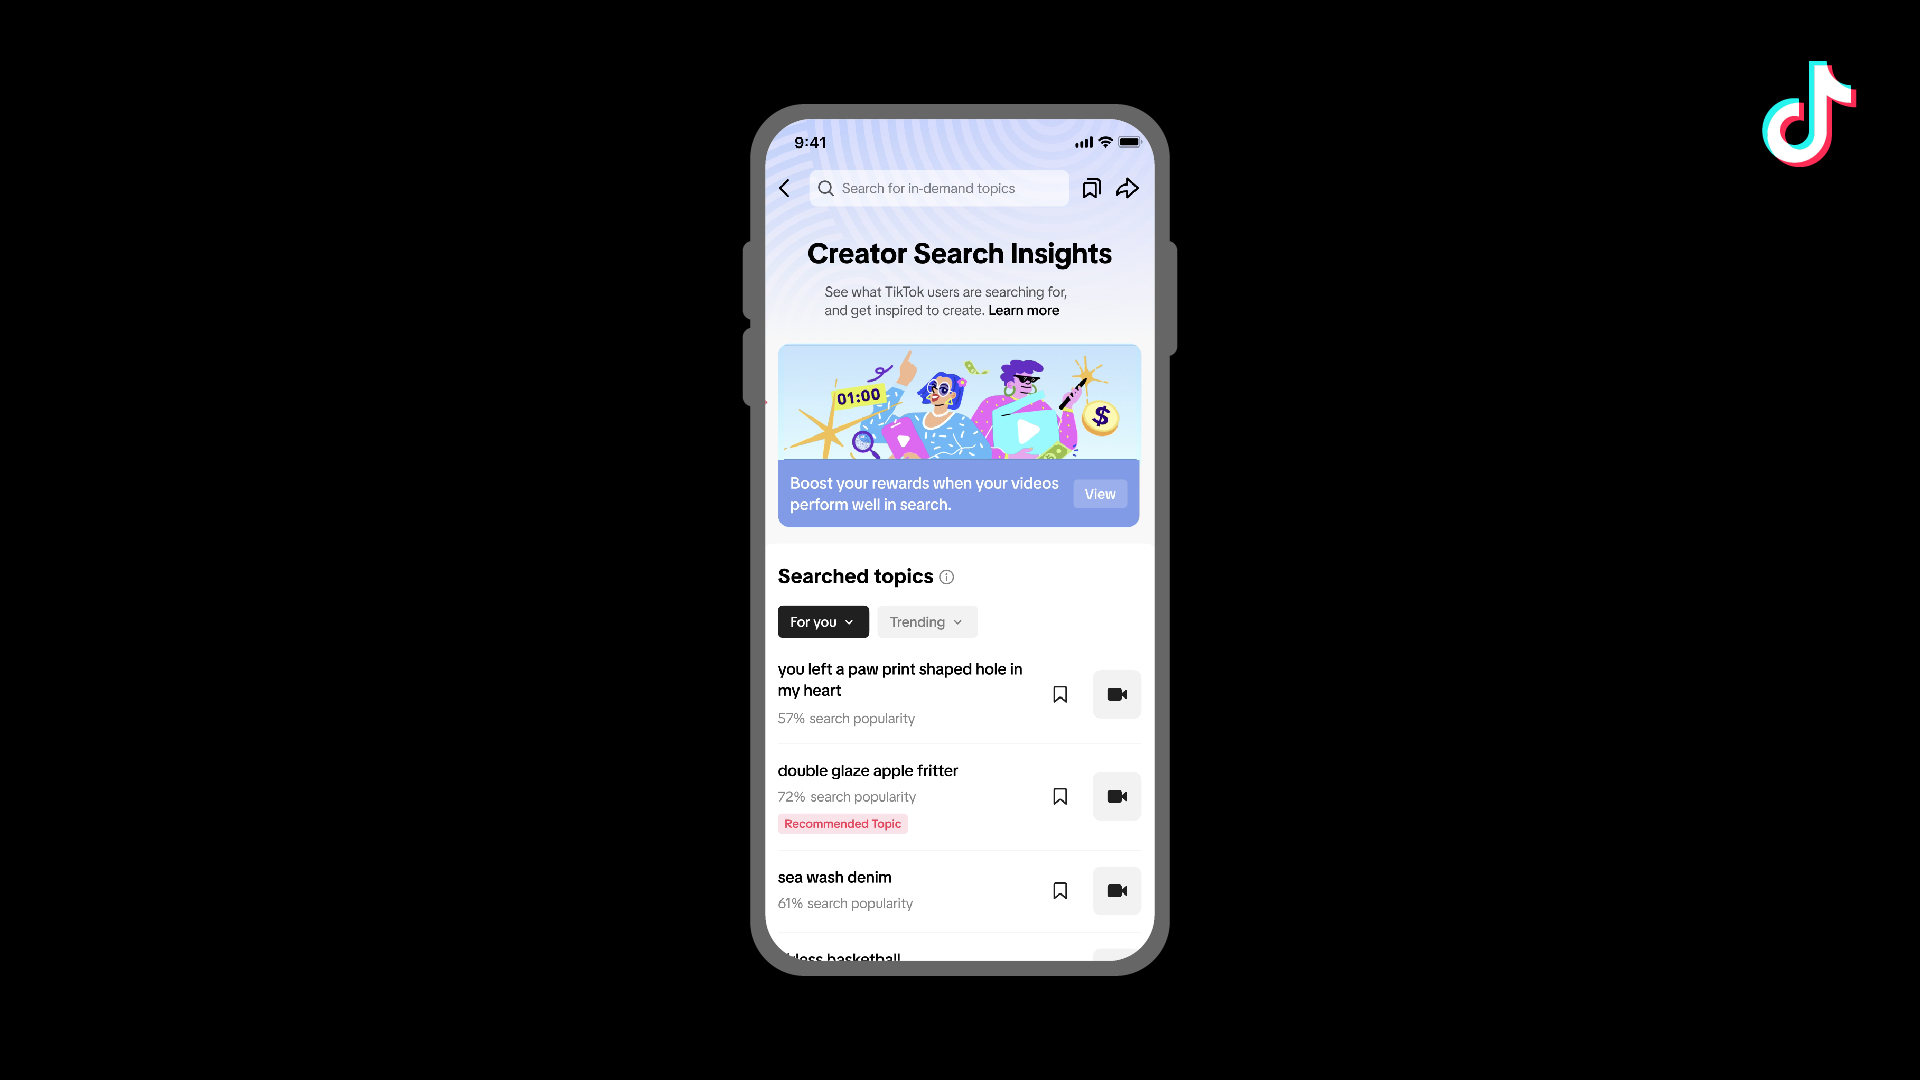 9:41
Search for in-demand topics
Creator Search Insights
See what TikTok users are searching for,
and get inspired to create. Learn more
01:00
$
Boost your rewards when your videos
perform well in search.
View
Searched topics
For you
Trending
you left a paw print shaped hole in
my heart
57% search popularity
double glaze apple fritter
72% search popularity
Recommended Topic
sea wash denim
61% search popularity
basketball